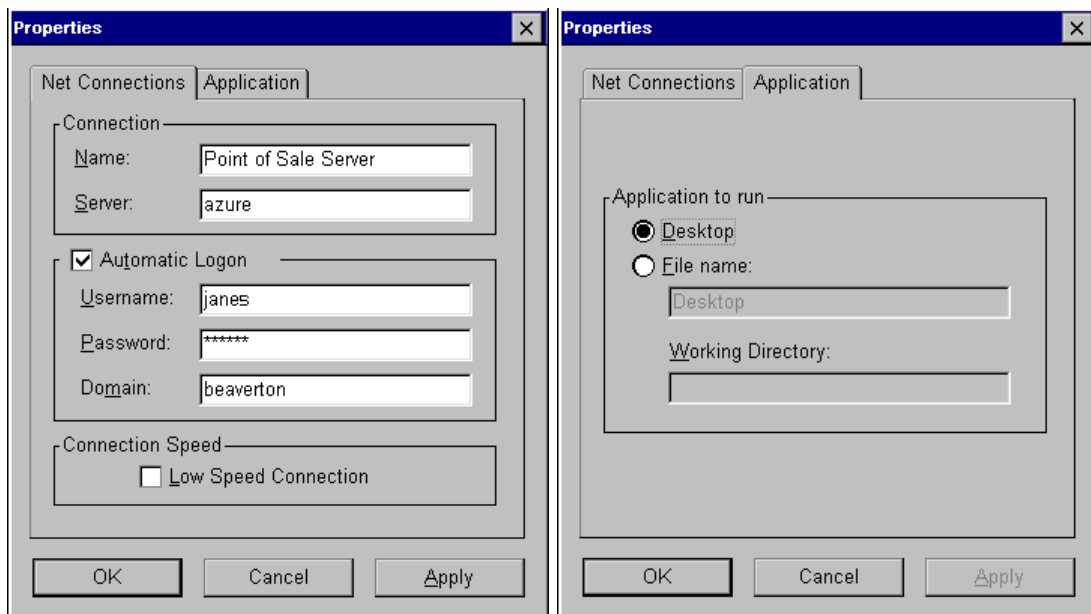 Properties
Net Connections
Application
Connection
Name:
Point of Sale Server
Server:
azure
Automatic Logon
Username:
janes
Password:
******
Domain:
beaverton
Connection Speed
Low Speed Connection
OK
Cancel
Apply
Properties
Net Connections
Application
Application to run
Desktop
File name:
Desktop
Working Directory:
OK
Cancel
Apply